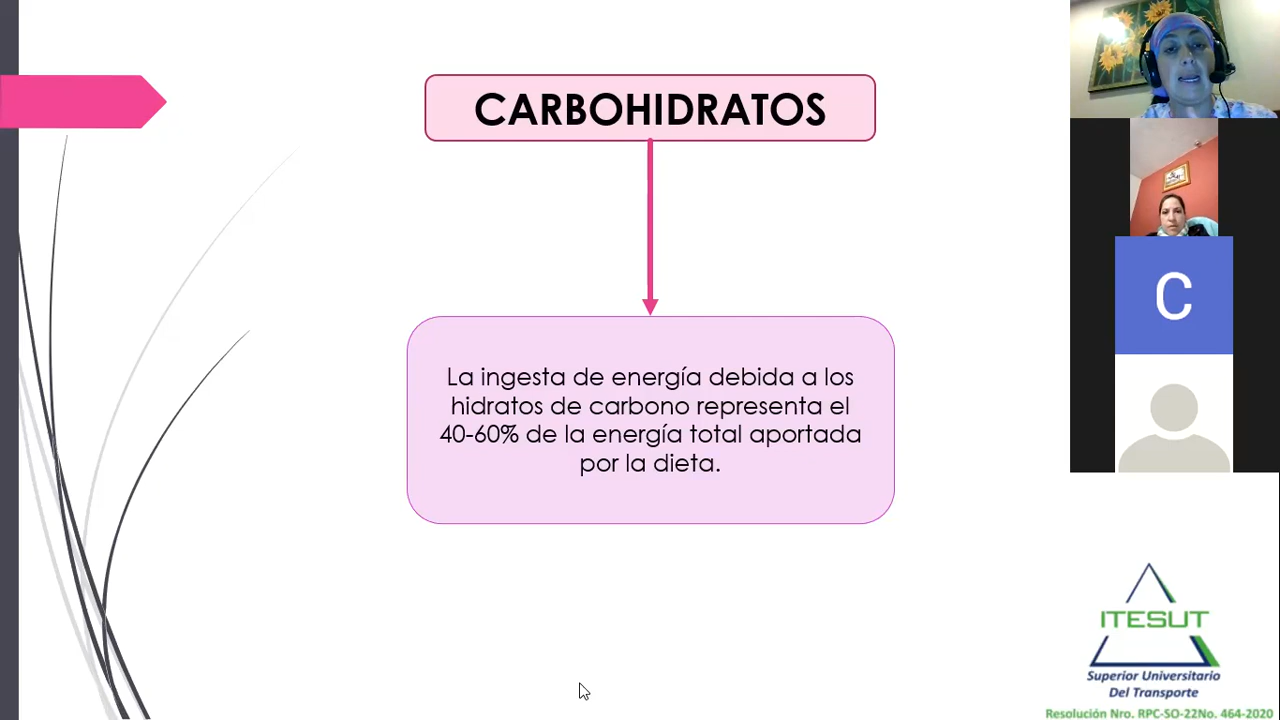 CARBOHIDRATOS
La ingesta de energía debida a los
hidratos de carbono representa el
40-60% de la energía total aportada
por la dieta.
C
ITESUT
Superior Universitario
Del Transporte
Resolución Nro. RPC-SO-22No. 464-2020